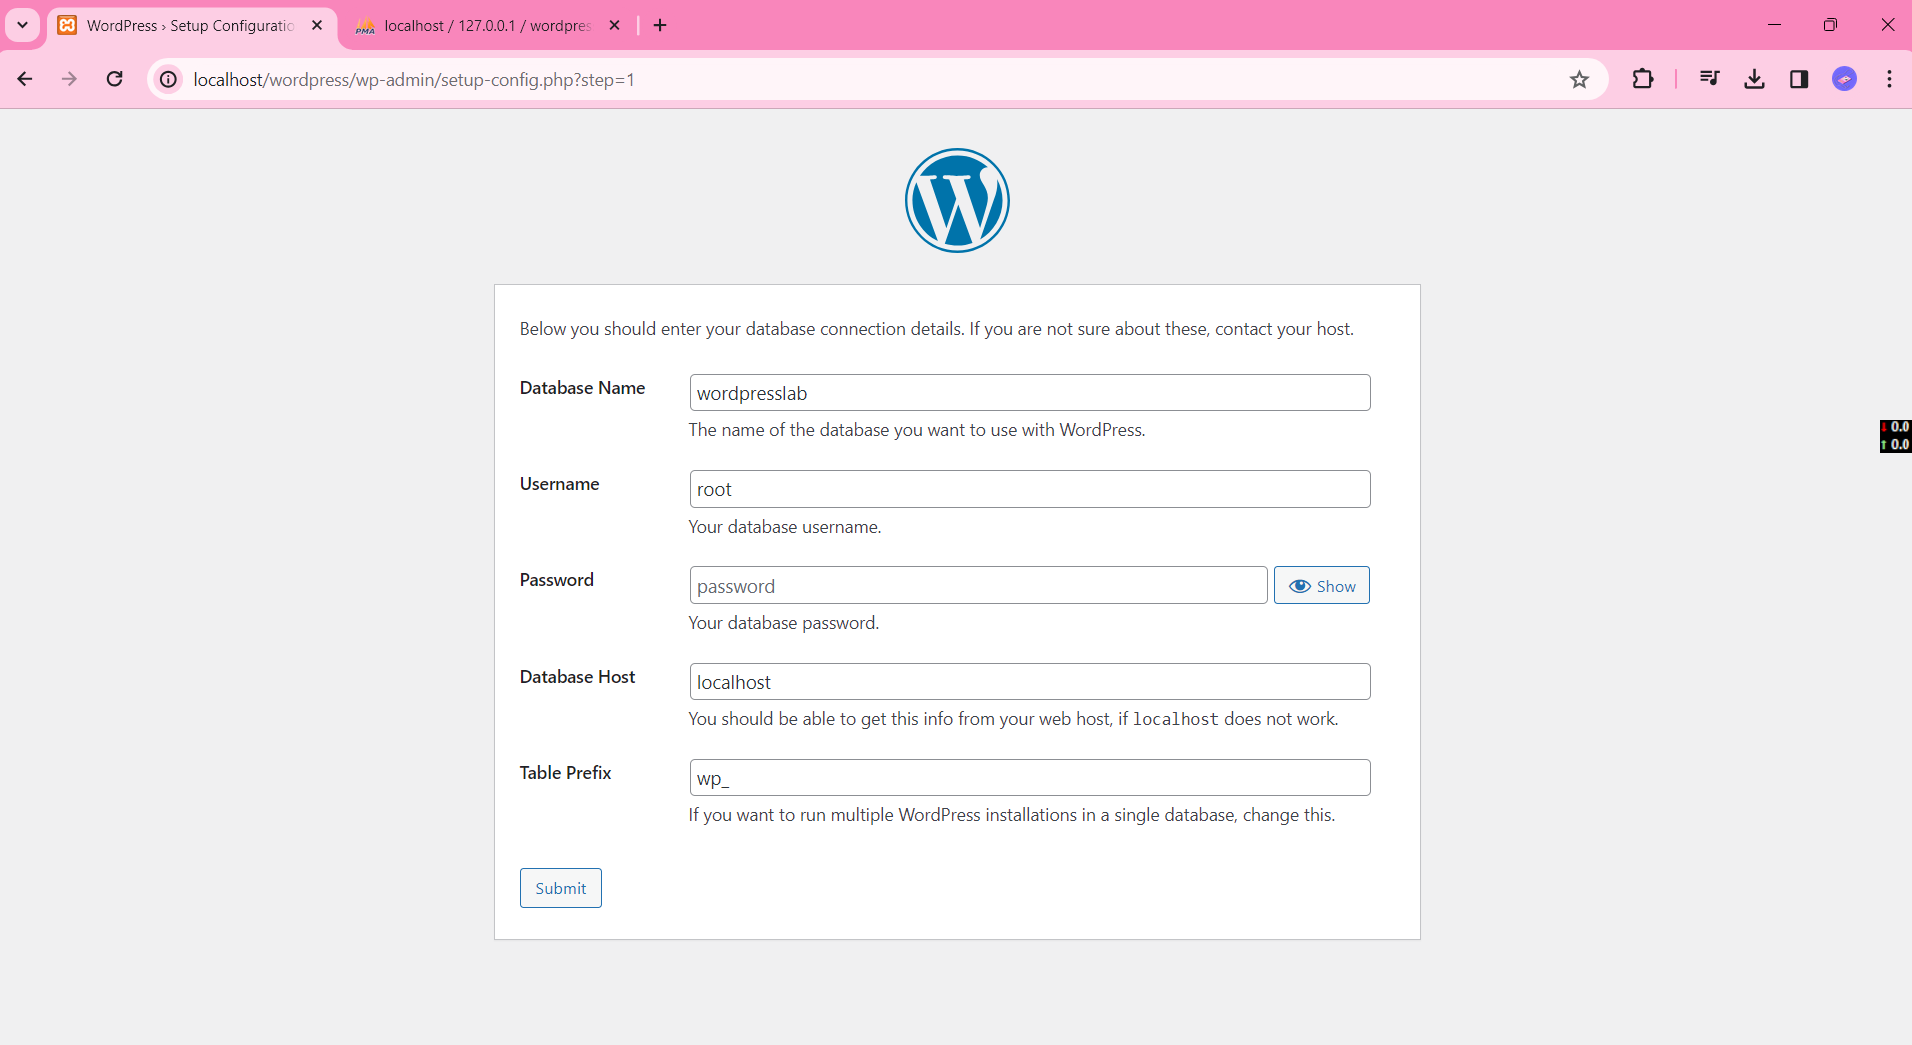 WordPress › Setup Configuratio
PMA
localhost / 127.0.0.1 / wordpres
localhost/wordpress/wp-admin/setup-config.php?step=1
W
Below you should enter your database connection details. If you are not sure about these, contact your host.
Database Name
wordpresslab
The name of the database you want to use with WordPress.
Username
root
Your database username.
Password
password
Show
Your database password.
Database Host
localhost
You should be able to get this info from your web host, if localhost does not work.
Table Prefix
wp_
If you want to run multiple WordPress installations in a single database, change this.
Submit
↓ 0.0
↑ 0.0